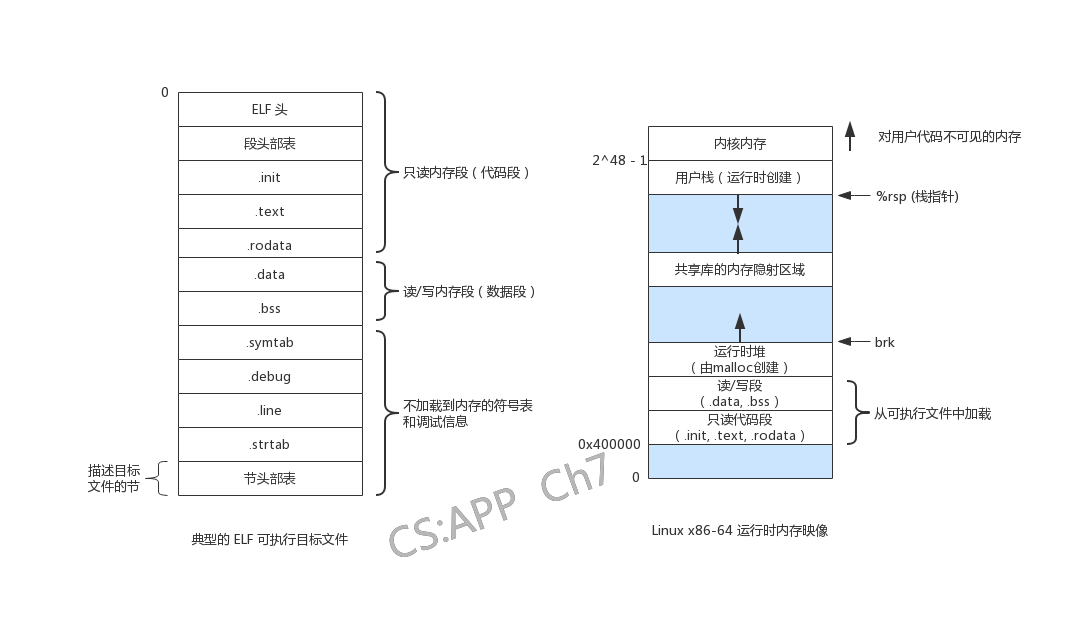 0
ELF 头
段头部表
.init
.text
.rodata
.data
.bss
.symtab
.debug
.line
.strtab
节头部表
只读内存段（代码段）
读/写内存段（数据段）
不加载到内存的符号表
和调试信息
描述目标
文件的节
典型的 ELF 可执行目标文件
CS:APP Ch7
对用户代码不可见的内存
内核内存
2^48 - 1
用户栈（运行时创建）
%rsp (栈指针)
共享库的内存隐射区域
brk
运行时堆
（由malloc创建）
读/写段
（.data, .bss）
只读代码段
（.init, .text, .rodata）
从可执行文件中加载
0x400000
0
Linux x86-64 运行时内存映像